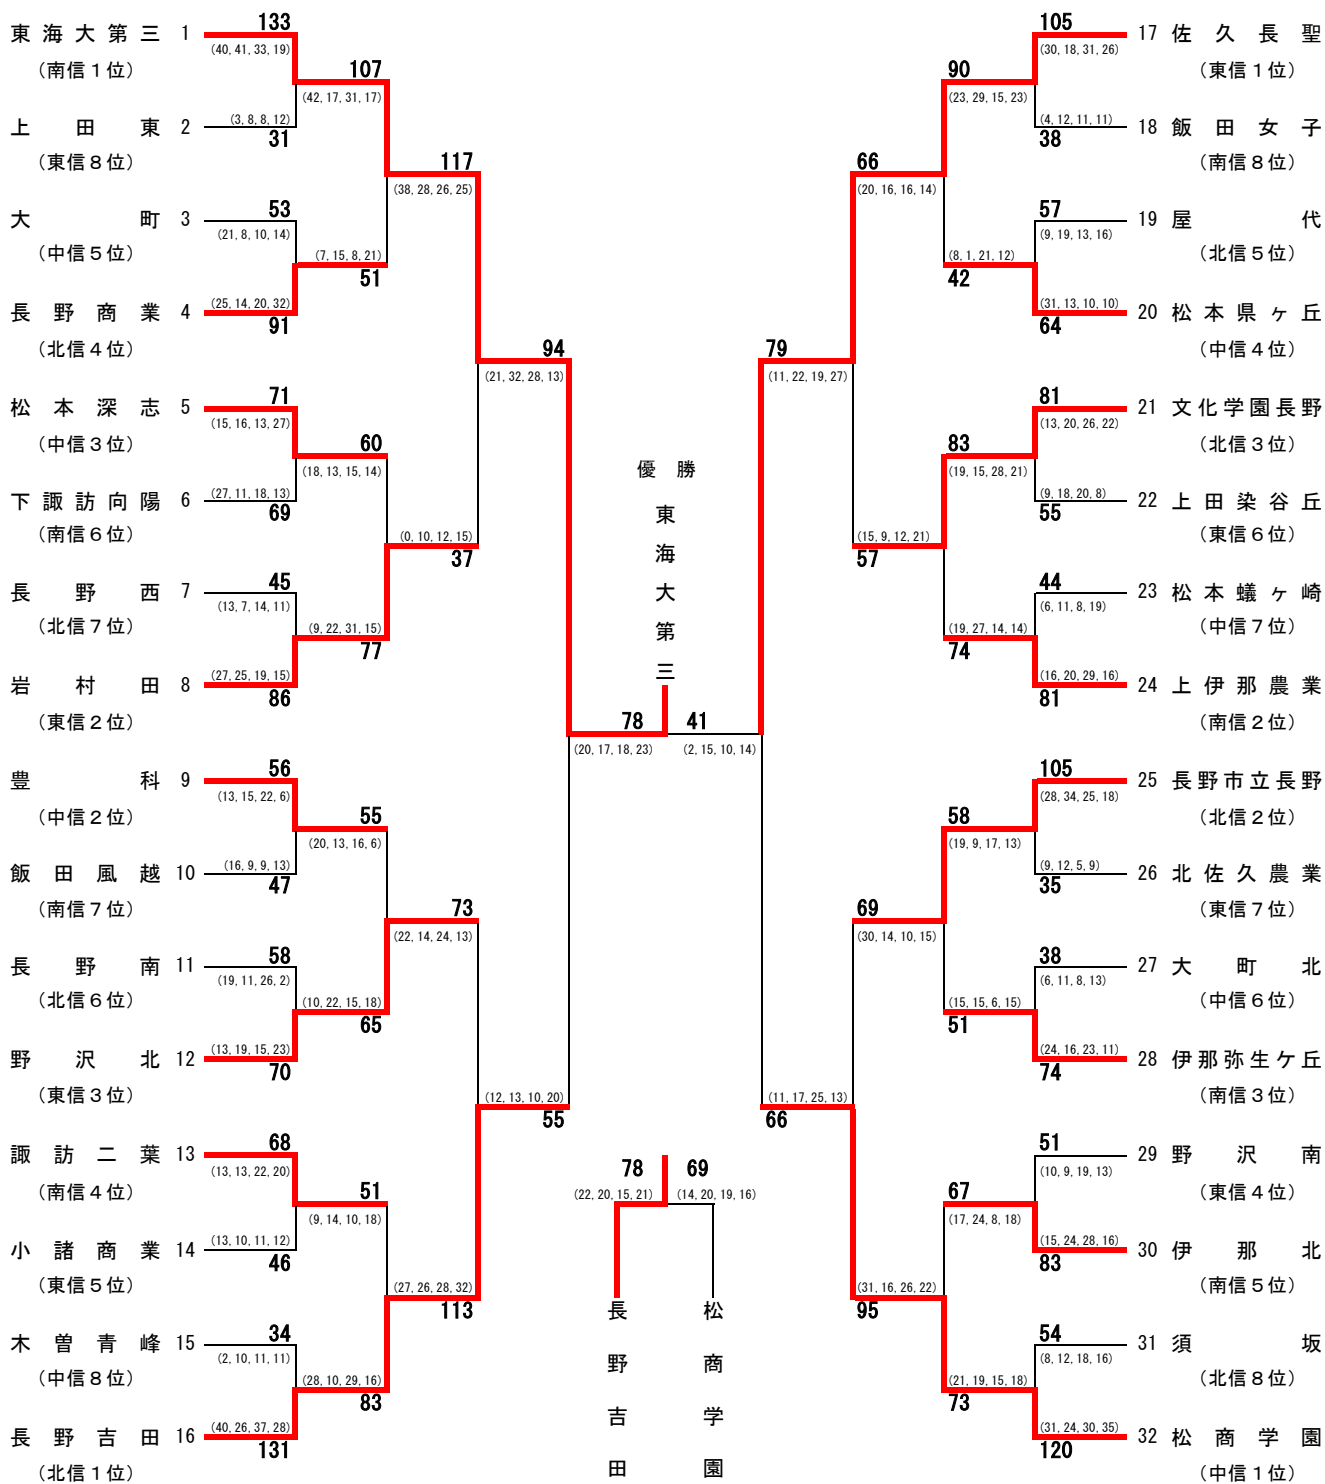 東海大第三 1 133
(40, 41, 33, 19)
(南信1位)
107
(42, 17, 31, 17)
上田東 2 (3, 8, 8, 12)
31
(東信8位)
117
(38, 28, 26, 25)
大町 3 53
(21, 8, 10, 14)
(中信5位)
(7, 15, 8, 21)
51
長野商業 4 (25, 14, 20, 32)
91
(北信4位)
94
(21, 32, 28, 13)
松本深志 5 71
(15, 16, 13, 27)
(中信3位)
60
(18, 13, 15, 14)
下諏訪向陽 6 (27, 11, 18, 13)
69
(南信6位)
(0, 10, 12, 15)
37
長野西 7 45
(13, 7, 14, 11)
(北信7位)
(9, 22, 31, 15)
77
岩村田 8 (27, 25, 19, 15)
86
(東信2位)
78
(20, 17, 18, 23)
豊科 9 56
(13, 15, 22, 6)
(中信2位)
55
(20, 13, 16, 6)
飯田風越 10 (16, 9, 9, 13)
47
(南信7位)
73
(22, 14, 24, 13)
長野南 11 58
(19, 11, 26, 2)
(北信6位)
(10, 22, 15, 18)
65
野沢北 12 (13, 19, 15, 23)
70
(東信3位)
(12, 13, 10, 20)
55
諏訪二葉 13 68
(13, 13, 22, 20)
(南信4位)
51
(9, 14, 10, 18)
小諸商業 14 (13, 10, 11, 12)
46
(東信5位)
(27, 26, 28, 32)
113
木曽青峰 15 34
(2, 10, 11, 11)
(中信8位)
(28, 10, 29, 16)
83
長野吉田 16 (40, 26, 37, 28)
131
(北信1位)
優勝
東海大第三
41
(2, 15, 10, 14)
78
(22, 20, 15, 21)
69
(14, 20, 19, 16)
長野吉田
松商学園
105 17 佐久長聖
(30, 18, 31, 26)
(東信1位)
90
(23, 29, 15, 23)
(4, 12, 11, 11) 18 飯田女子
38
(南信8位)
66
(20, 16, 16, 14)
57 19 屋代
(9, 19, 13, 16)
(北信5位)
(8, 1, 21, 12)
42
(31, 13, 10, 10) 20 松本県ヶ丘
64
(中信4位)
79
(11, 22, 19, 27)
81 21 文化学園長野
(13, 20, 26, 22)
(北信3位)
83
(19, 15, 28, 21)
(9, 18, 20, 8) 22 上田染谷丘
55
(東信6位)
(15, 9, 12, 21)
57
44 23 松本蟻ヶ崎
(6, 11, 8, 19)
(中信7位)
(19, 27, 14, 14)
74
(16, 20, 29, 16) 24 上伊那農業
81
(南信2位)
105 25 長野市立長野
(28, 34, 25, 18)
(北信2位)
58
(19, 9, 17, 13)
(9, 12, 5, 9) 26 北佐久農業
35
(東信7位)
69
(30, 14, 10, 15)
38 27 大町北
(6, 11, 8, 13)
(中信6位)
(15, 15, 6, 15)
51
(24, 16, 23, 11) 28 伊那弥生ケ丘
74
(南信3位)
(11, 17, 25, 13)
66
51 29 野沢南
(10, 9, 19, 13)
(東信4位)
67
(17, 24, 8, 18)
(15, 24, 28, 16) 30 伊那北
83
(南信5位)
(31, 16, 26, 22)
95
54 31 須坂
(8, 12, 18, 16)
(北信8位)
(21, 19, 15, 18)
73
(31, 24, 30, 35) 32 松商学園
120
(中信1位)